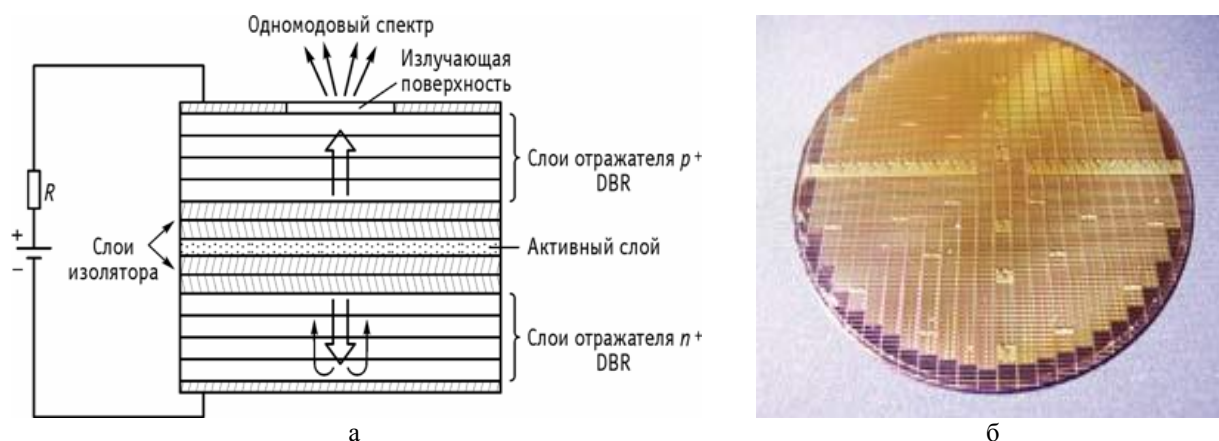 Одномодовый спектр
Излучающая
поверхность
Слои отражателя p+
DBR
R
+
−
Слои
изолятора
Активный слой
Слои отражателя n+
DBR
а
б